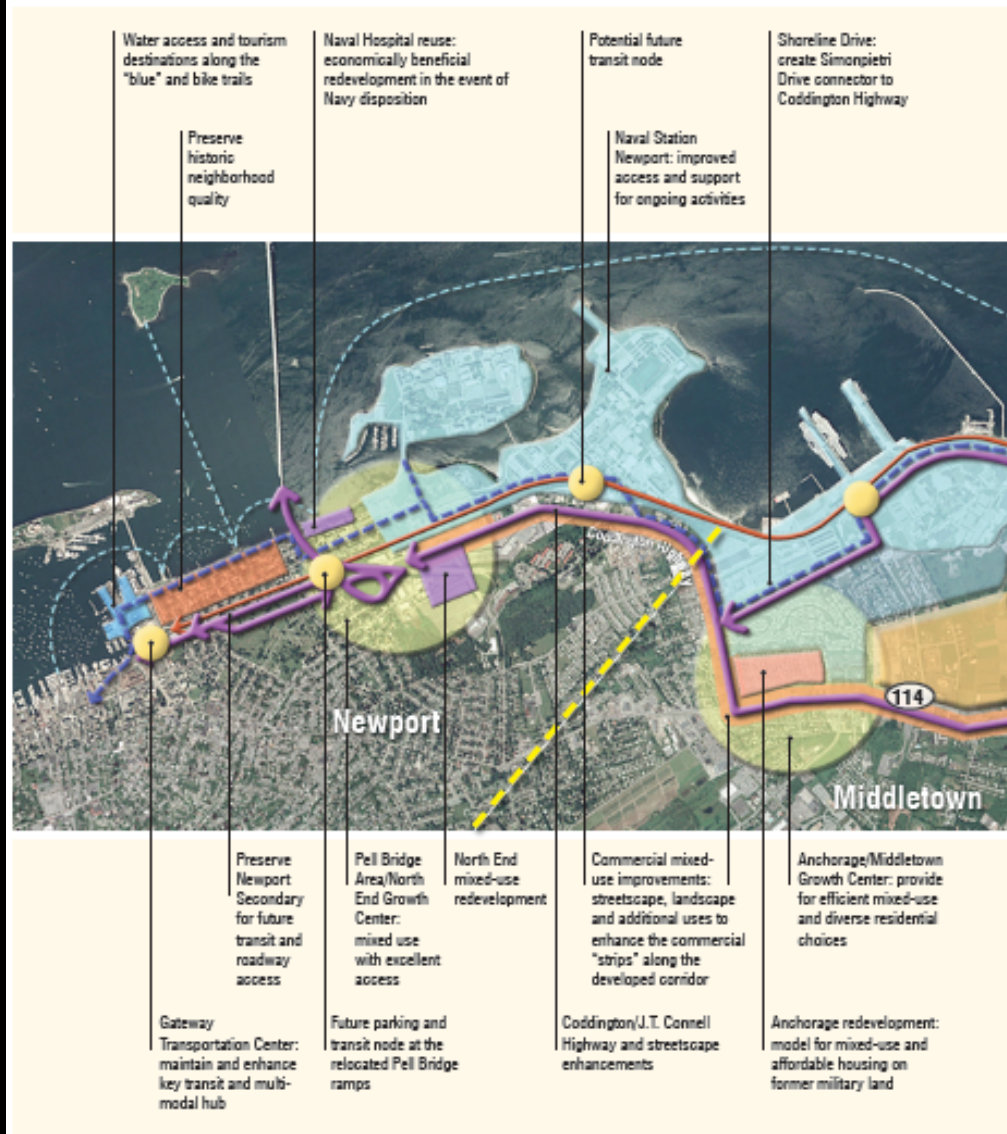 Water access and tourism
destinations along the
“blue” and bike trails
Naval Hospital reuse:
economically beneficial
redevelopment in the event of
Navy disposition
Potential future
transit node
Shoreline Drive:
create Simonpietri
Drive connector to
Coddington Highway
Preserve
historic
neighborhood
quality
Naval Station
Newport: improved
access and support
for ongoing activities
114
Newport
Middletown
Preserve
Newport
Secondary
for future
transit and
roadway
access
Pell Bridge
Area/North
End Growth
Center:
mixed use
with excellent
access
North End
mixed-use
redevelopment
Commercial mixed-
use improvements:
streetscape, landscape
and additional uses to
enhance the commercial
“strips” along the
developed corridor
Anchorage/Middletown
Growth Center: provide
for efficient mixed-use
and diverse residential
choices
Gateway
Transportation Center:
maintain and enhance
key transit and multi-
modal hub
Future parking and
transit node at the
relocated Pell Bridge
ramps
Coddington/J.T. Connell
Highway and streetscape
enhancements
Anchorage redevelopment:
model for mixed-use and
affordable housing on
former military land